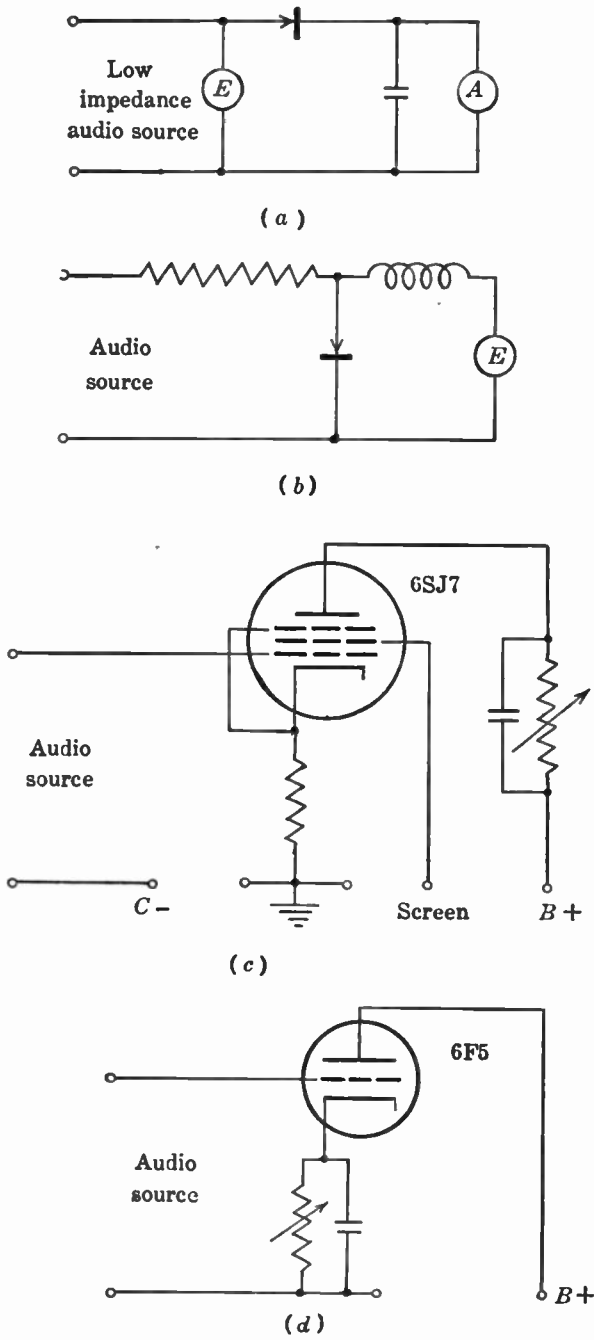 Low
impedance
audio source
E
A
(a)
Audio
source
E
(b)
6SJ7
Audio
source
C−
Screen
B+
(c)
6F5
Audio
source
B+
(d)